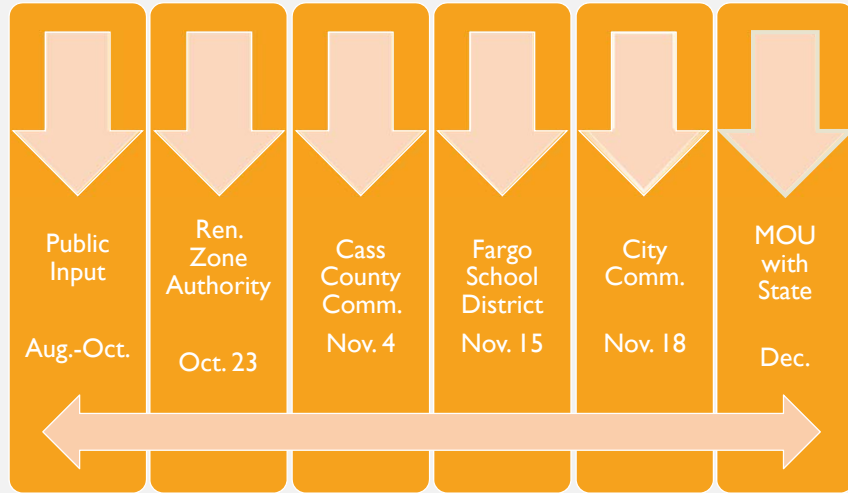 Public
Input
Aug.-Oct.
Ren.
Zone
Authority
Oct. 23
Cass
County
Comm.
Nov. 4
Fargo
School
District
Nov. 15
City
Comm.
Nov. 18
MOU
with
State
Dec.